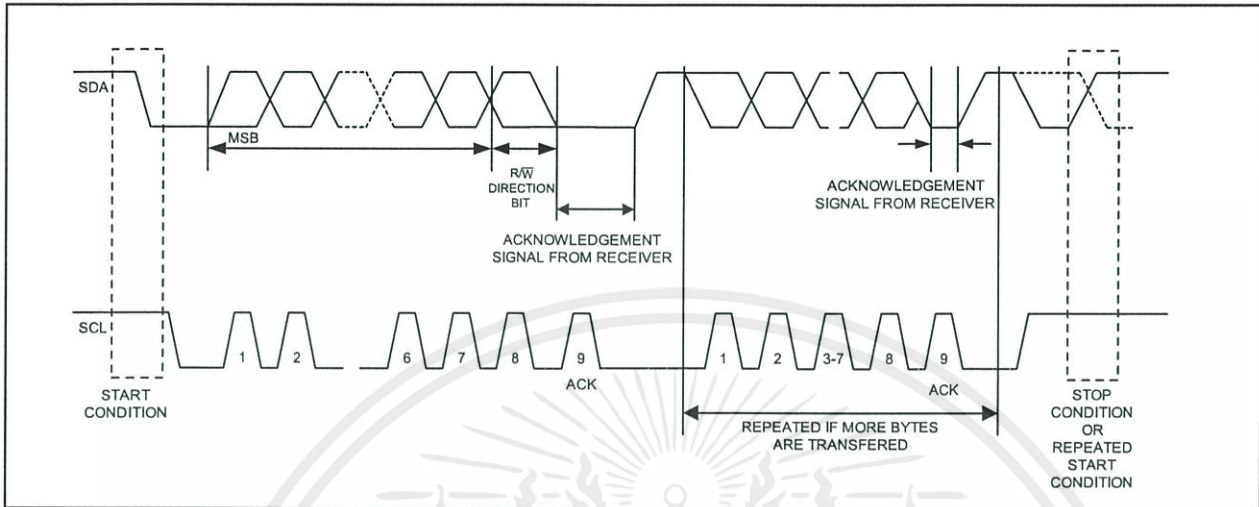 SDA
MSB
R/W̅
DIRECTION
BIT
ACKNOWLEDGEMENT
SIGNAL FROM RECEIVER
ACKNOWLEDGEMENT
SIGNAL FROM RECEIVER
SCL
1 2 6 7 8 9 1 2 3-7 8 9
ACK
ACK
START
CONDITION
REPEATED IF MORE BYTES
ARE TRANSFERED
STOP
CONDITION
OR
REPEATED
START
CONDITION